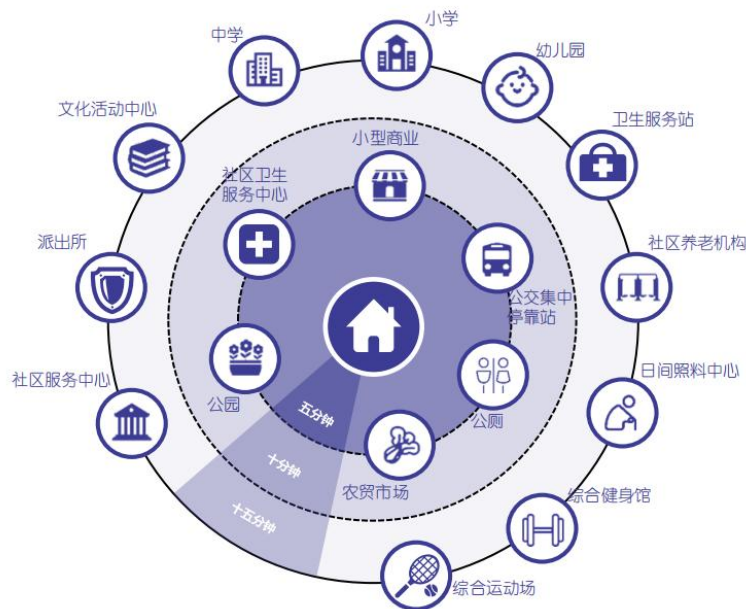 小学
中学
幼儿园
文化活动中心
卫生服务站
小型商业
社区卫生
服务中心
派出所
社区养老机构
公交集中
停靠站
社区服务中心
日间照料中心
公园
五分钟
公厕
十分钟
农贸市场
综合健身馆
十五分钟
综合运动场